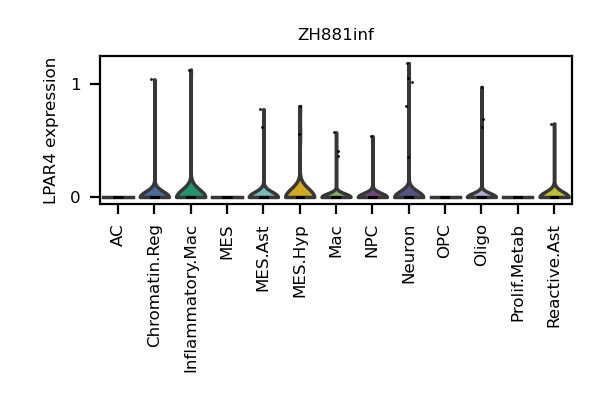 ZH881inf
LPAR4 expression
1
0
AC
Chromatin.Reg
Inflammatory.Mac
MES
MES.Ast
MES.Hyp
Mac
NPC
Neuron
OPC
Oligo
Prolif.Metab
Reactive.Ast